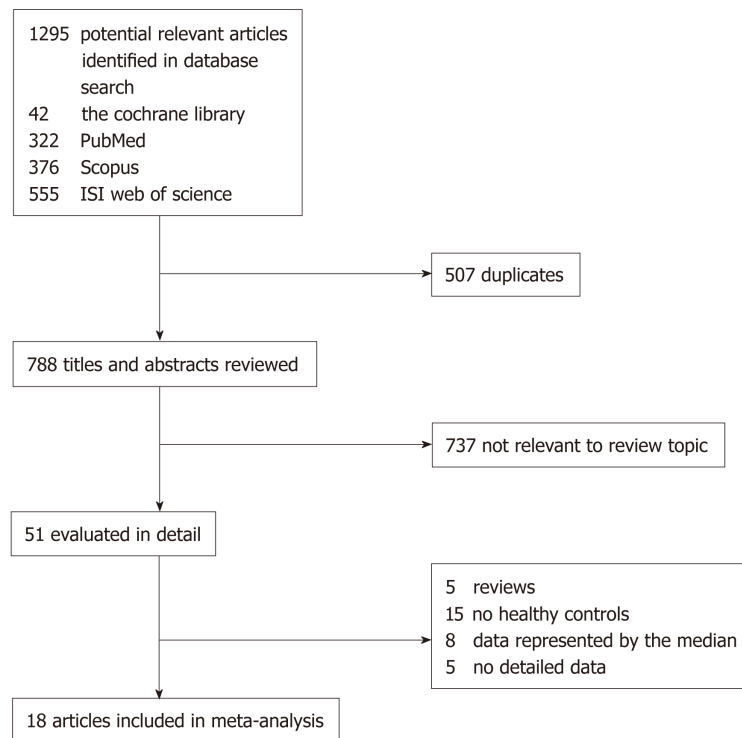 1295 potential relevant articles
identified in database
search
42 the cochrane library
322 PubMed
376 Scopus
555 ISI web of science
507 duplicates
788 titles and abstracts reviewed
737 not relevant to review topic
51 evaluated in detail
5 reviews
15 no healthy controls
8 data represented by the median
5 no detailed data
18 articles included in meta-analysis